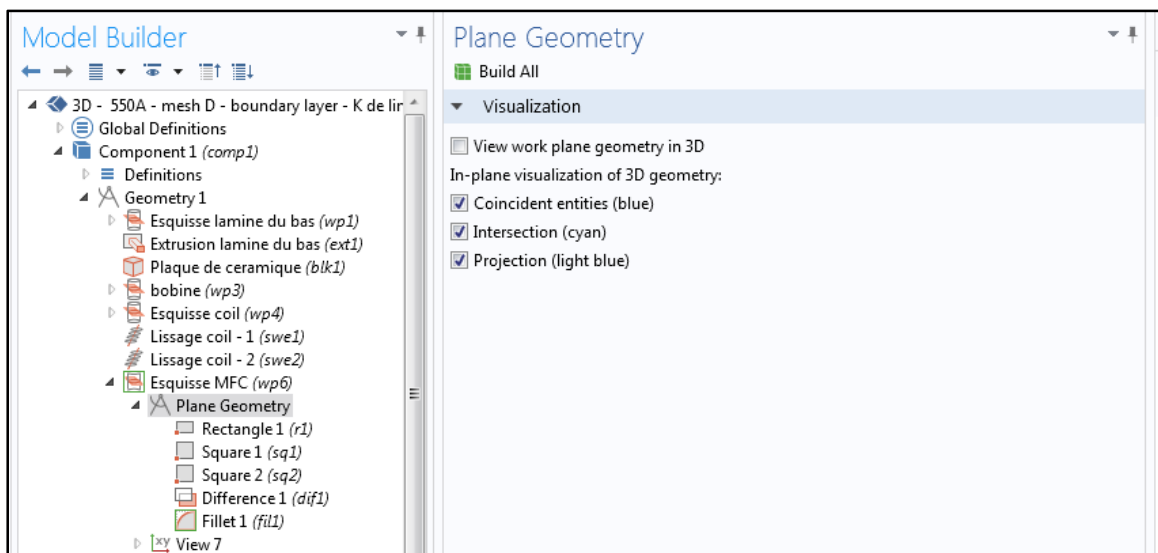 Model Builder
3D - 550A - mesh D - boundary layer - K de lir
Global Definitions
Component 1 (comp1)
Definitions
Geometry 1
Esquisse lamine du bas (wp1)
Extrusion lamine du bas (ext1)
Plaque de ceramique (blk1)
bobine (wp3)
Esquisse coil (wp4)
Lissage coil - 1 (swe1)
Lissage coil - 2 (swe2)
Esquisse MFC (wp6)
Plane Geometry
Rectangle 1 (r1)
Square 1 (sq1)
Square 2 (sq2)
Difference 1 (dif1)
Fillet 1 (fil1)
xy View 7
Plane Geometry
Build All
Visualization
View work plane geometry in 3D
In-plane visualization of 3D geometry:
Coincident entities (blue)
Intersection (cyan)
Projection (light blue)